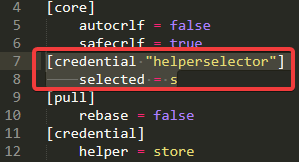 4 [core]
5 autocrlf = false
6 safecrlf = true
7 [credential "helperselector"]
8 selected = s
9 [pull]
10 rebase = false
11 [credential]
12 helper = store